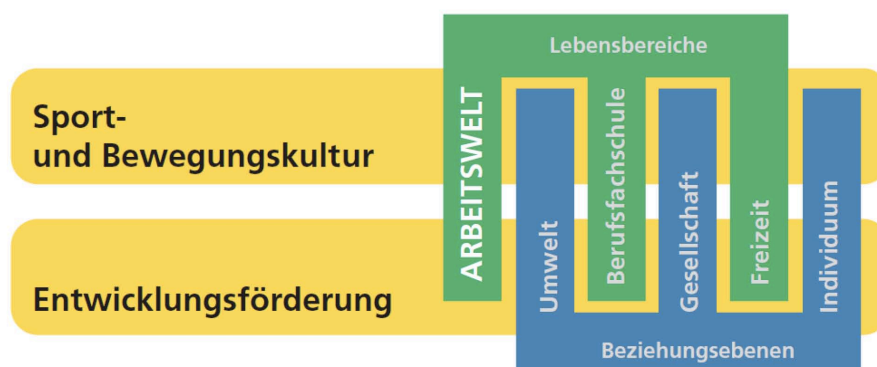 Lebensbereiche
Sport-
und Bewegungskultur
Entwicklungsförderung
ARBEITSWELT
Umwelt
Berufsfachschule
Gesellschaft
Freizeit
Individuum
Beziehungsebenen